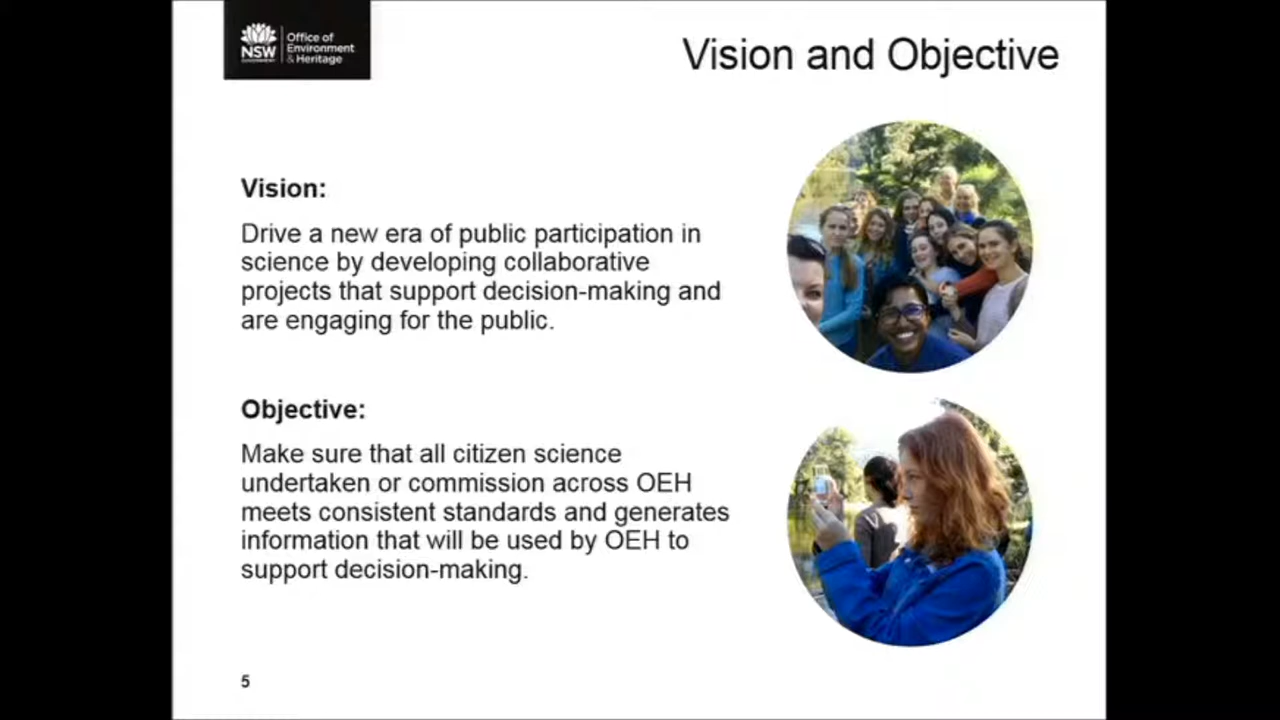 NSW
Office of
Environment
& Heritage
Vision and Objective
Vision:
Drive a new era of public participation in
science by developing collaborative
projects that support decision-making and
are engaging for the public.
Objective:
Make sure that all citizen science
undertaken or commission across OEH
meets consistent standards and generates
information that will be used by OEH to
support decision-making.
5